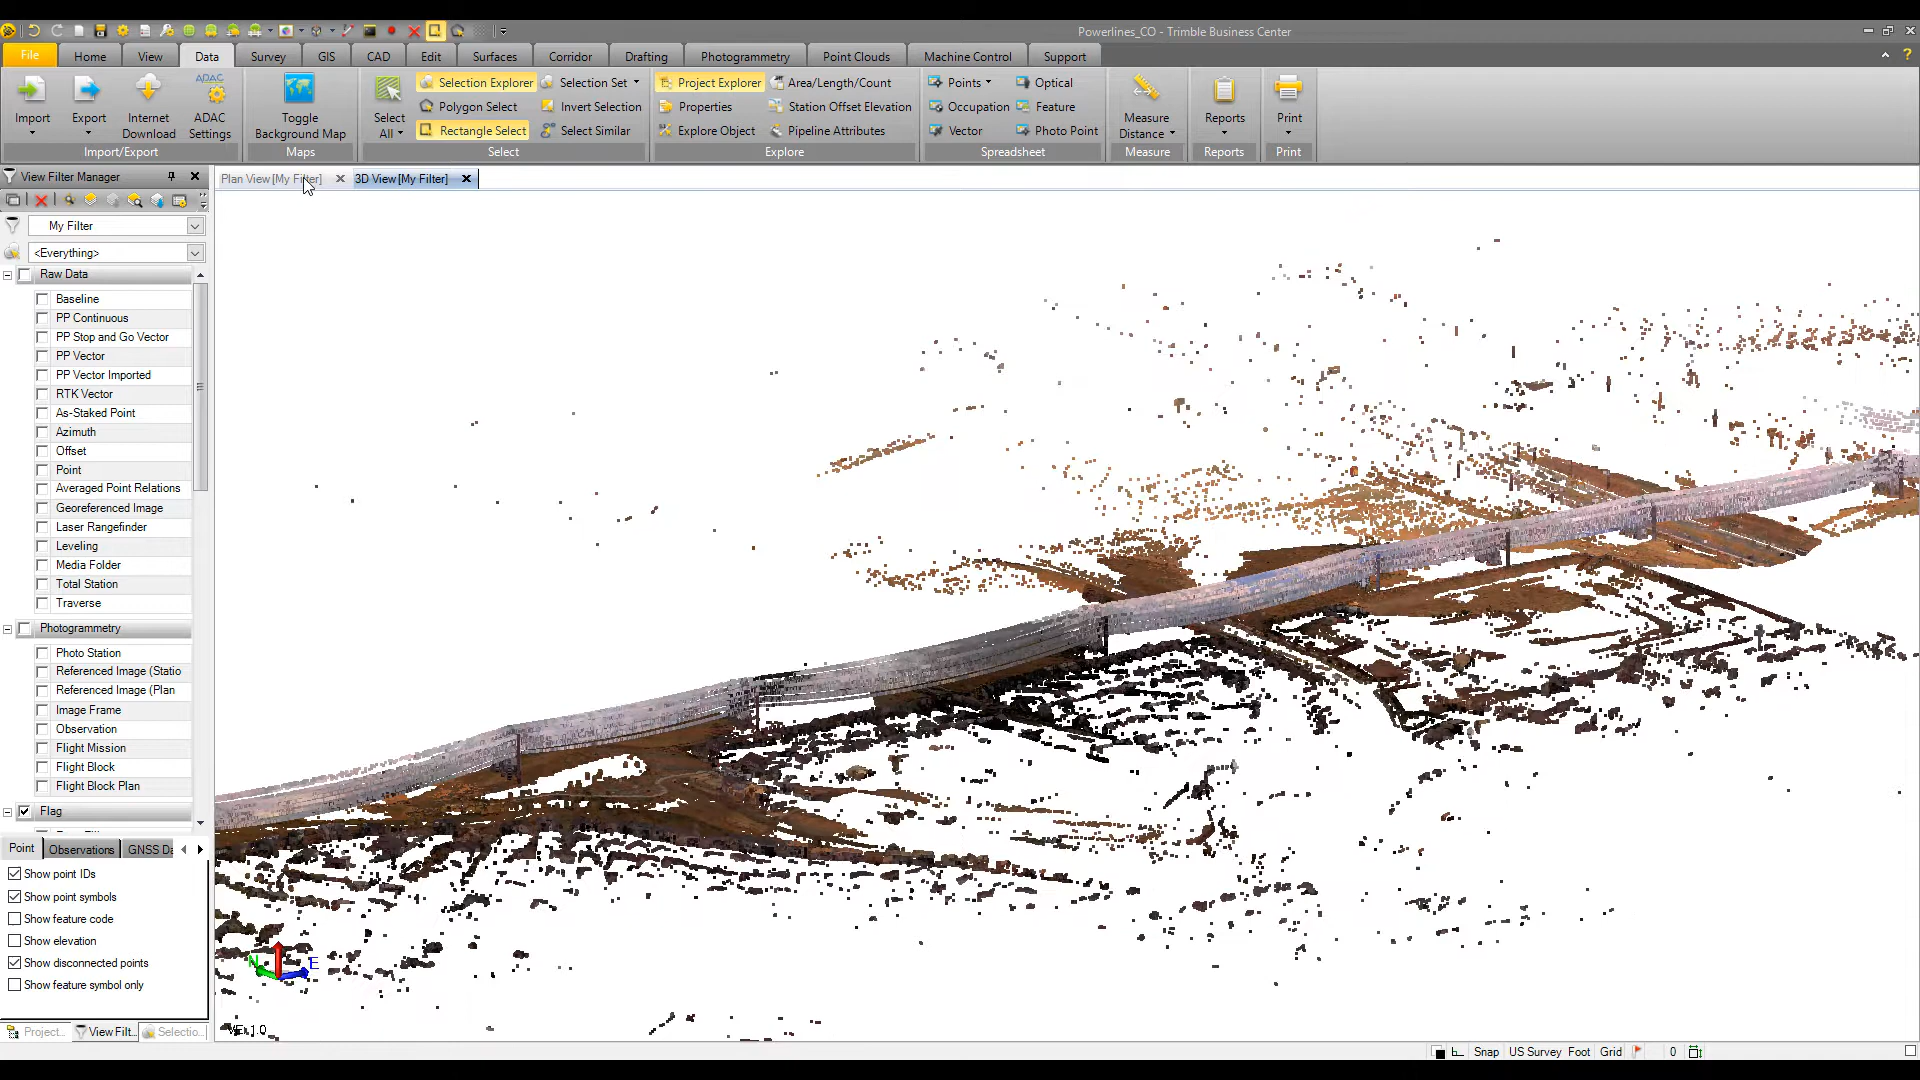 Powerlines_CO - Trimble Business Center
File Home View Data Survey GIS CAD Edit Surfaces Corridor Drafting Photogrammetry Point Clouds Machine Control Support
Import
Export
Internet
Download
ADAC
ADAC
Settings
Import/Export
Toggle
Background Map
Maps
Select
All
Selection Explorer
Polygon Select
Rectangle Select
Selection Set
Invert Selection
Select Similar
Select
Project Explorer
Properties
Explore Object
Area/Length/Count
Station Offset Elevation
Pipeline Attributes
Explore
Points
Occupation
Vector
Optical
Feature
Photo Point
Spreadsheet
Measure
Distance
Measure
Reports
Reports
Print
Print
View Filter Manager
Plan View [My Filter]
3D View [My Filter]
My Filter
<Everything>
Raw Data
Baseline
PP Continuous
PP Stop and Go Vector
PP Vector
PP Vector Imported
RTK Vector
As-Staked Point
Azimuth
Offset
Point
Averaged Point Relations
Georeferenced Image
Laser Rangefinder
Leveling
Media Folder
Total Station
Traverse
Photogrammetry
Photo Station
Referenced Image (Statio
Referenced Image (Plan
Image Frame
Observation
Flight Mission
Flight Block
Flight Block Plan
Flag
Point Observations GNSS Da
Show point IDs
Show point symbols
Show feature code
Show elevation
Show disconnected points
Show feature symbol only
Project... View Filt... Selectio...
N
E
VE:1.0
Snap US Survey Foot Grid 0